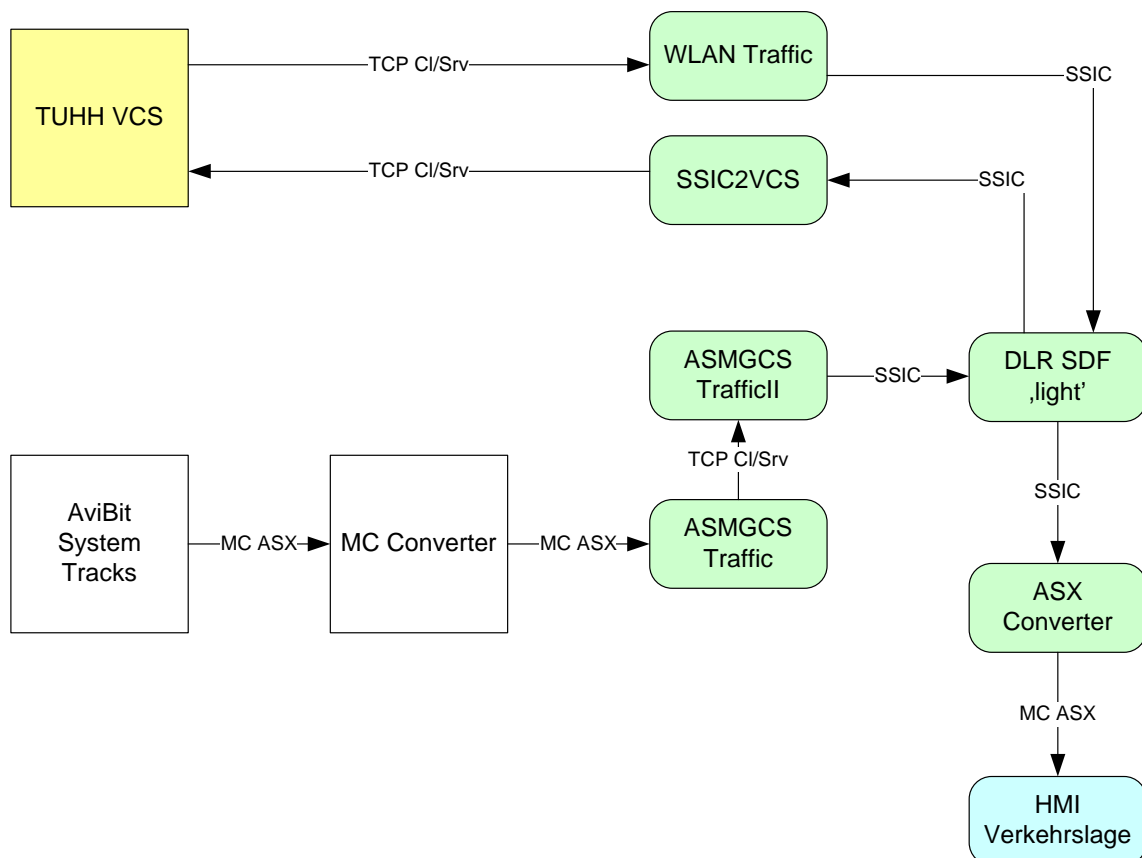 TUHH VCS
TCP Cl/Srv
WLAN Traffic
SSIC
TCP Cl/Srv
SSIC2VCS
SSIC
ASMGCS
TrafficII
SSIC
DLR SDF
‚light’
TCP Cl/Srv
AviBit
System
Tracks
MC ASX
MC Converter
MC ASX
ASMGCS
Traffic
SSIC
ASX
Converter
MC ASX
HMI
Verkehrslage